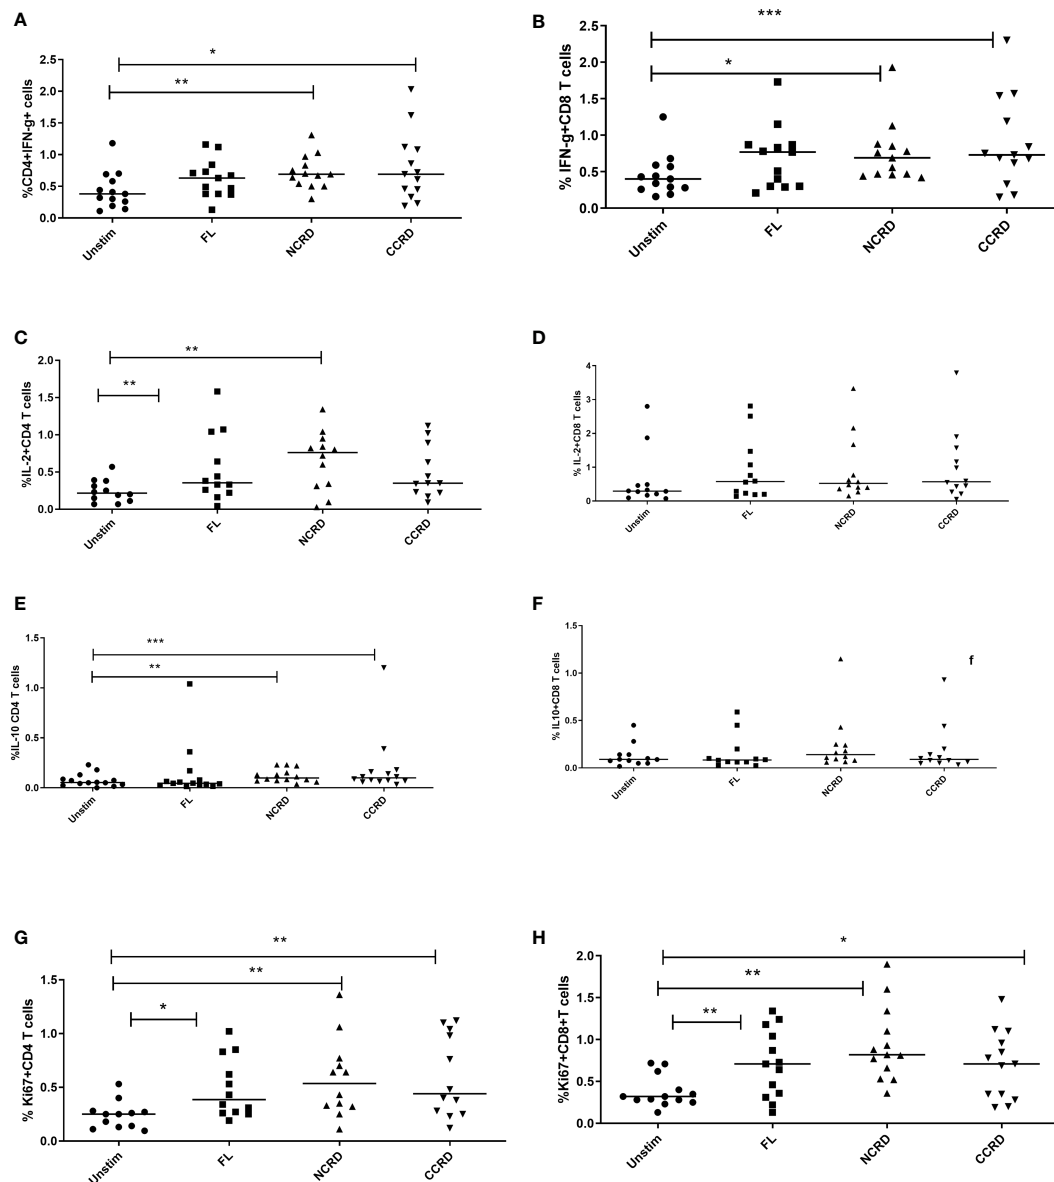 A
*
**
%CD4+IFN-g+ cells
2.5
2.0
1.5
1.0
0.5
0.0
Unstim
FL
NCRD
CCRD
B
***
*
% IFN-g+CD8 T cells
2.5
2.0
1.5
1.0
0.5
0.0
Unstim
FL
NCRD
CCRD
C
**
**
%IL-2+CD4 T cells
2.0
1.5
1.0
0.5
0.0
Unstim
FL
NCRD
CCRD
D
% IL-2+CD8 T cells
4
3
2
1
0
Unstim
FL
NCRD
CCRD
E
***
**
%IL-10 CD4 T cells
1.5
1.0
0.5
0.0
Unstim
FL
NCRD
CCRD
F
f
% IL10+CD8 T cells
1.5
1.0
0.5
0.0
Unstim
FL
NCRD
CCRD
G
**
**
*
% Ki67+CD4 T cells
1.5
1.0
0.5
0.0
Unstim
FL
NCRD
CCRD
H
*
**
**
%Ki67+CD8+T cells
2.0
1.5
1.0
0.5
0.0
Unstim
FL
NCRD
CCRD